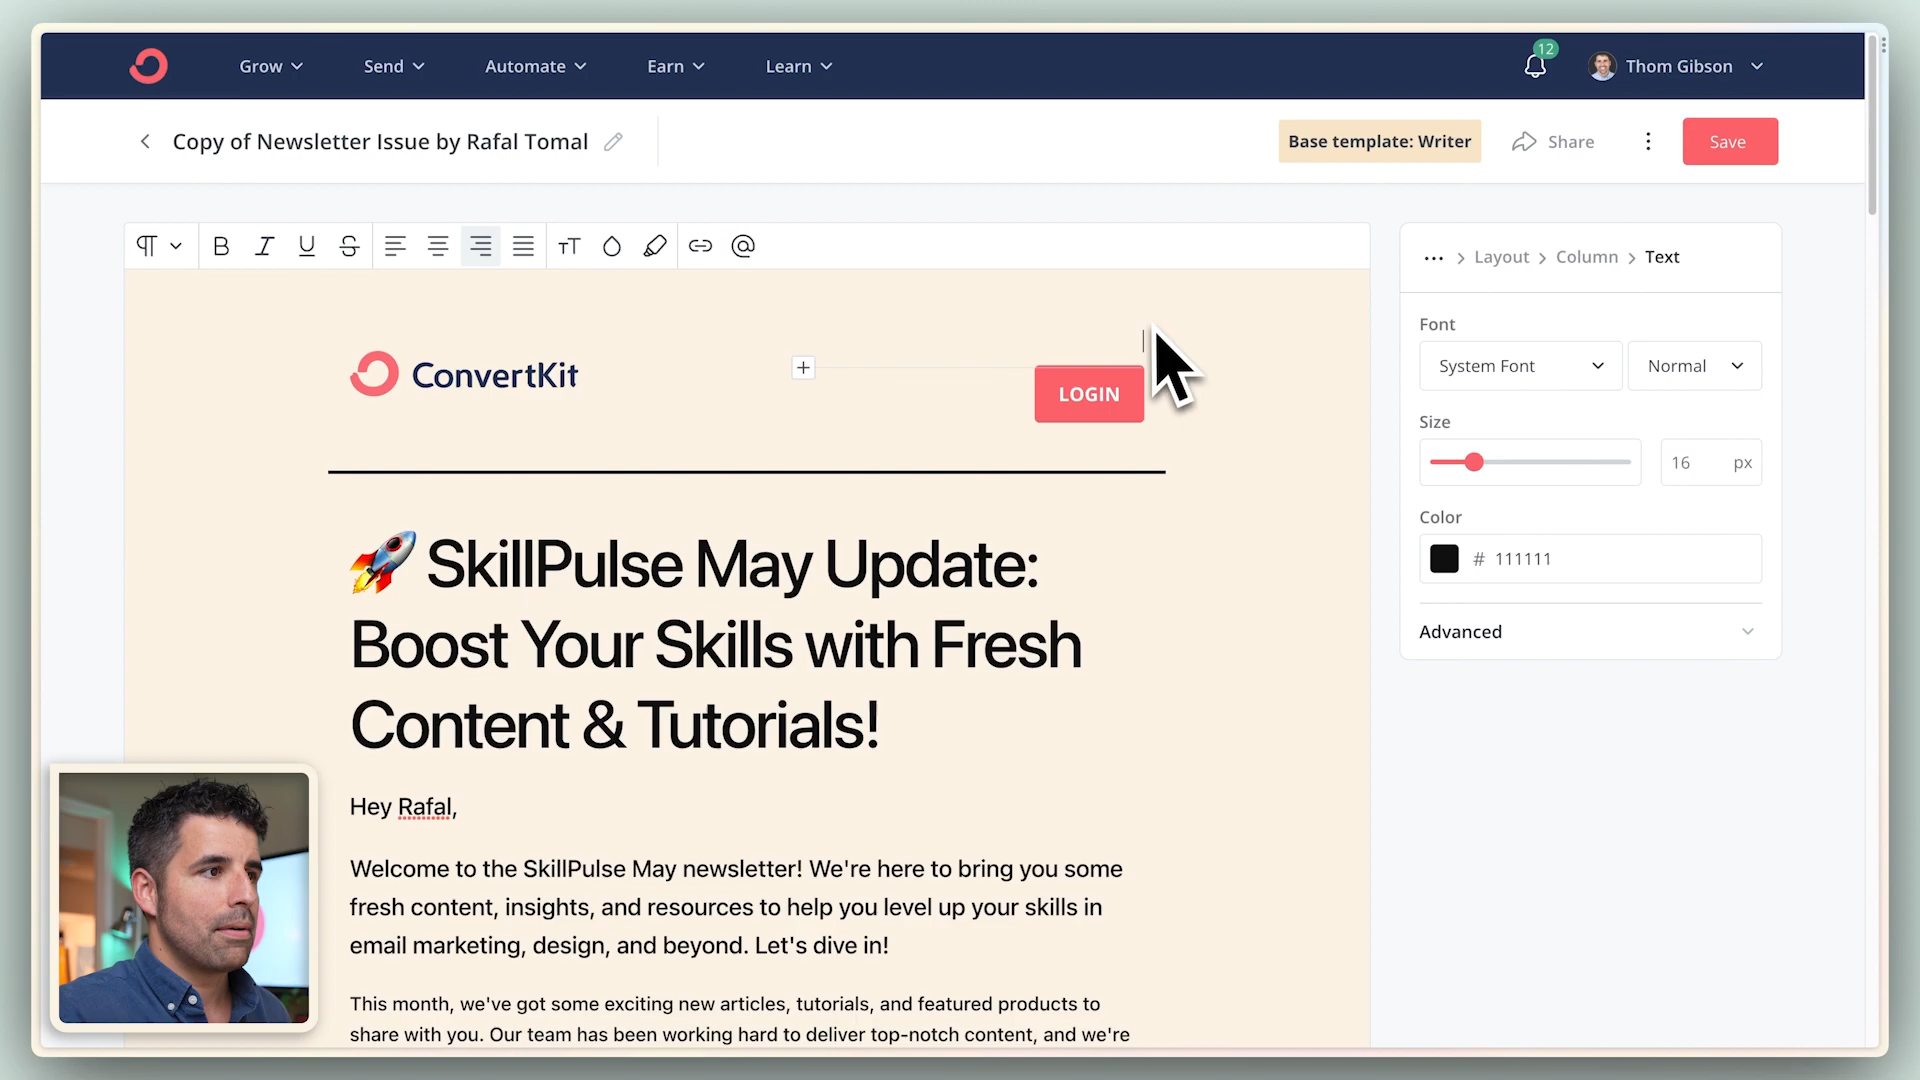 Grow
Send
Automate
Earn
Learn
12
Thom Gibson
Copy of Newsletter Issue by Rafal Tomal
Base template: Writer
Share
Save
B I U S
TT
@
Layout
Column
Text
Font
System Font
Normal
Size
16
px
Color
# 111111
Advanced
ConvertKit
LOGIN
SkillPulse May Update:
Boost Your Skills with Fresh
Content & Tutorials!
Hey Rafal,
Welcome to the SkillPulse May newsletter! We're here to bring you some
fresh content, insights, and resources to help you level up your skills in
email marketing, design, and beyond. Let's dive in!
This month, we've got some exciting new articles, tutorials, and featured products to
share with you. Our team has been working hard to deliver top-notch content, and we're